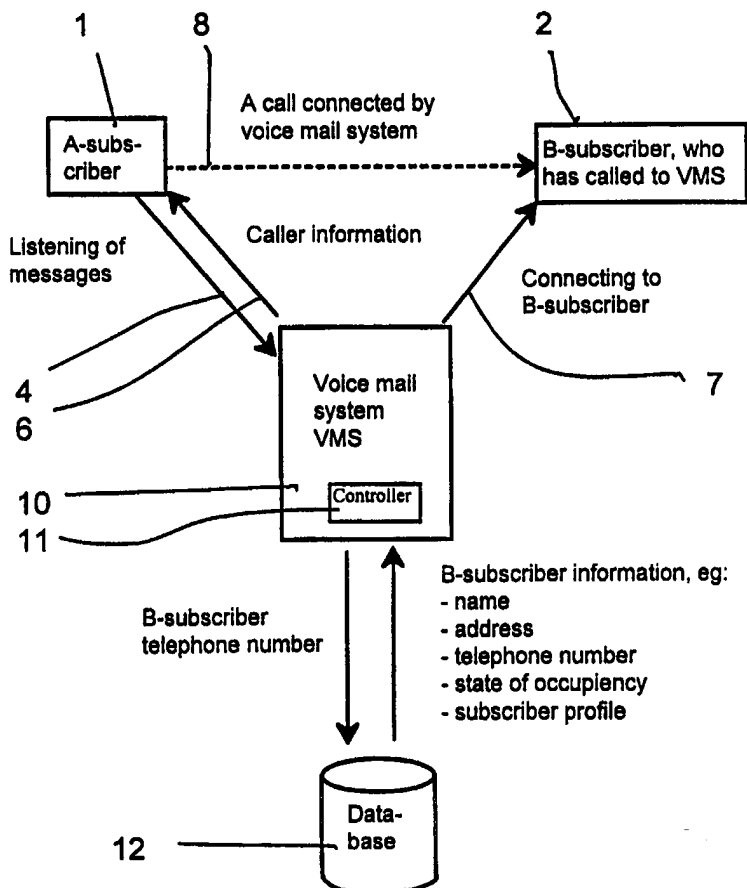 1
8
2
A call connected by
voice mail system
A-subs-
criber
B-subscriber, who
has called to VMS
Caller information
Listening of
messages
Connecting to
B-subscriber
4
6
7
Voice mail
system
VMS
10
Controller
11
B-subscriber
telephone number
B-subscriber information, eg:
- name
- address
- telephone number
- state of occupiency
- subscriber profile
Data-
base
12